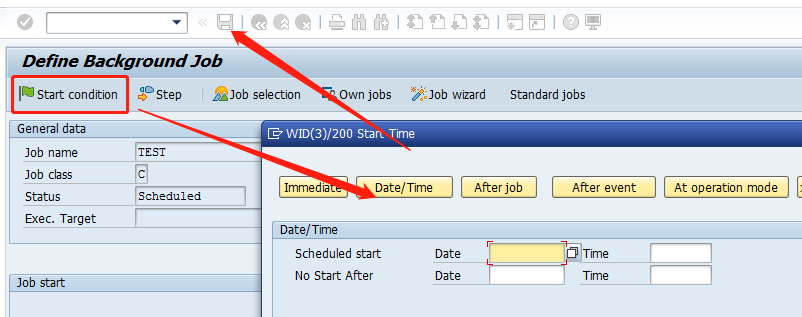 Define Background Job
Start condition Step Job selection Own jobs Job wizard Standard jobs
General data
Job name TEST
Job class C
Status Scheduled
Exec. Target
Job start
WID(3)/200 Start Time
Immediate Date/Time After job After event At operation mode
Date/Time
Scheduled start Date Time
No Start After Date Time